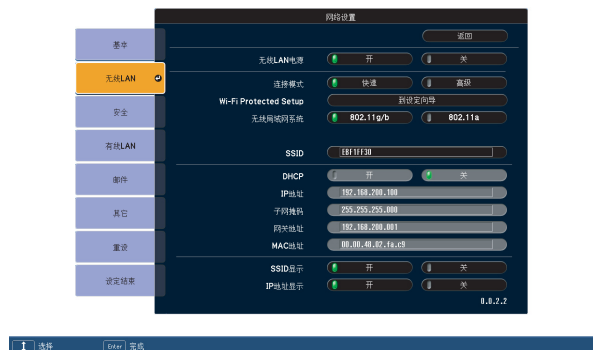 网络设置
返回
基本
无线LAN
安全
有线LAN
邮件
其它
重设
设定结束
无线LAN电源 开 关
连接模式 快速 高级
Wi-Fi Protected Setup 到设定向导
无线局域网系统 802.11g/b 802.11a
SSID EBF1FF30
DHCP 开 关
IP地址 192.168.200.100
子网掩码 255.255.255.000
网关地址 192.168.200.001
MAC地址 00.00.48.02.fa.c9
SSID显示 开 关
IP地址显示 开 关
0.0.2.2
选择 Enter 完成